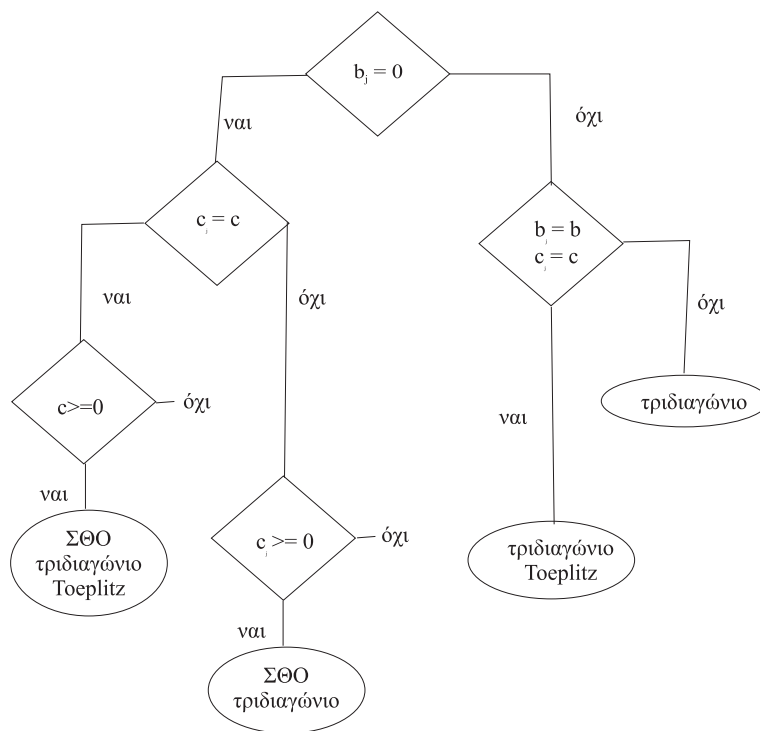 b_j = 0
ναι
όχι
c_i = c
b_i = b
c_i = c
ναι
όχι
όχι
c>=0
όχι
τριδιαγώνιο
ναι
ναι
ΣΘΟ
τριδιαγώνιο
Toeplitz
c_i >= 0
όχι
τριδιαγώνιο
Toeplitz
ναι
ΣΘΟ
τριδιαγώνιο